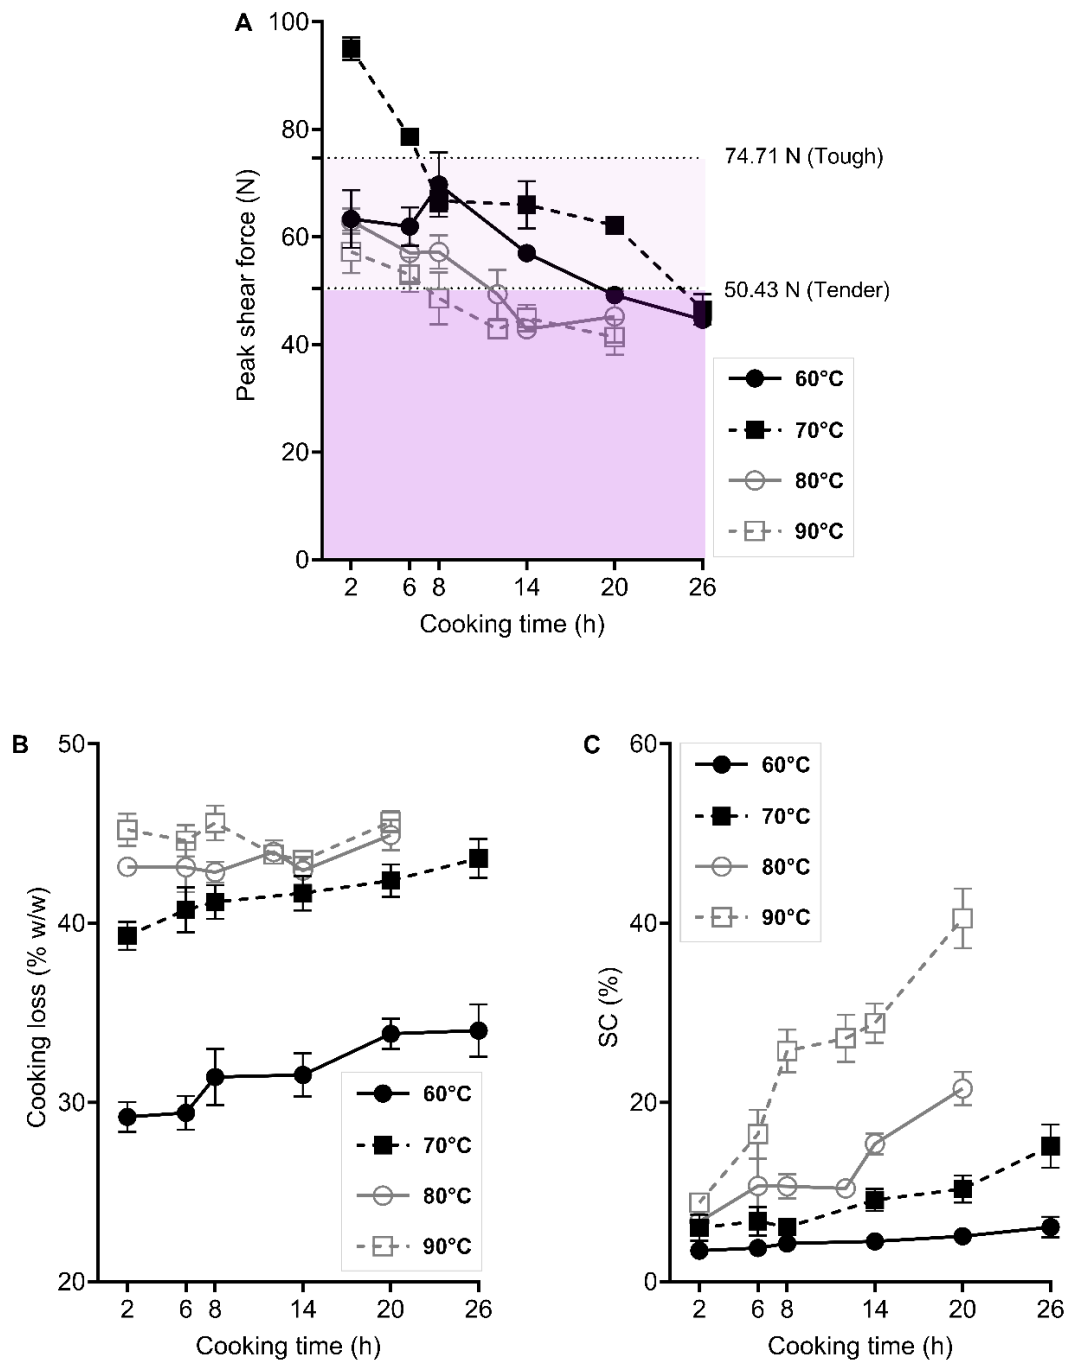 A
100
80
60
40
20
0
Peak shear force (N)
74.71 N (Tough)
50.43 N (Tender)
60°C
70°C
80°C
90°C
2 6 8 14 20 26
Cooking time (h)
B
50
40
30
20
Cooking loss (% w/w)
60°C
70°C
80°C
90°C
2 6 8 14 20 26
Cooking time (h)
C
60
40
20
0
SC (%)
60°C
70°C
80°C
90°C
2 6 8 14 20 26
Cooking time (h)